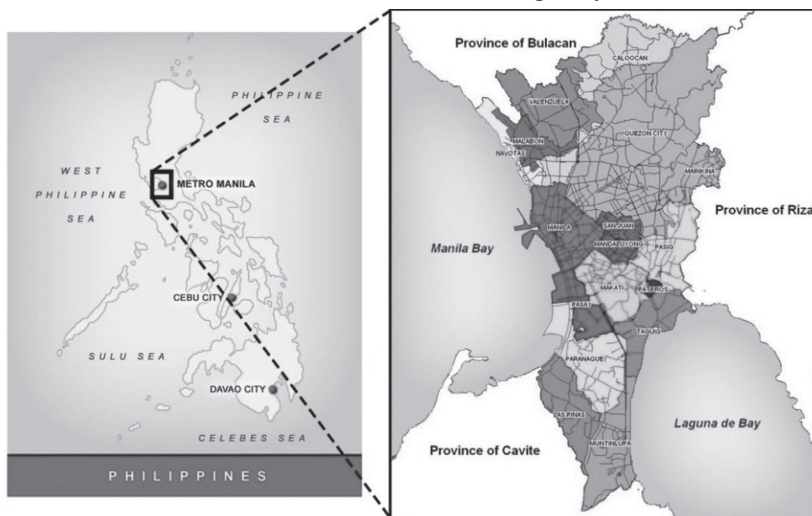 PHILIPPINE
SEA
WEST
PHILIPPINE
SEA
METRO MANILA
CEBU CITY
SULU SEA
DAVAO CITY
CELEBES SEA
PHILIPPINES
Province of Bulacan
CALOOCAN
VALENZUELA
MALABON
NAVOTAS
QUEZON CITY
MARIKINA
Province of Riza
MANILA
SAN JUAN
MANDALUYONG
PASIG
Manila Bay
MAKATI
PATEROS
PASAY
TAGUIG
PARANAQUE
LAS PINAS
Laguna de Bay
Province of Cavite
MUNTINLUPA